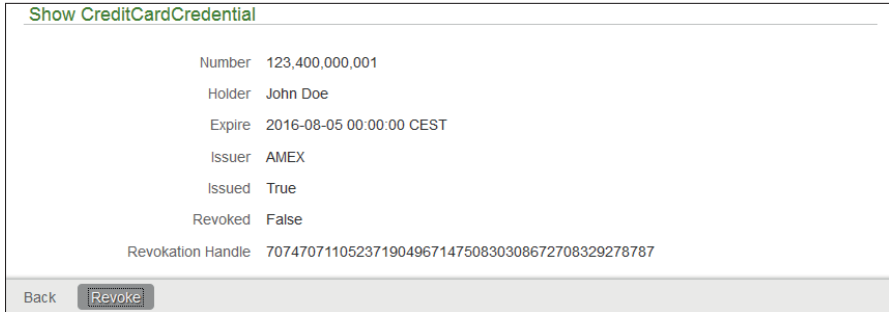 Show CreditCardCredential
Number 123,400,000,001
Holder John Doe
Expire 2016-08-05 00:00:00 CEST
Issuer AMEX
Issued True
Revoked False
Revokation Handle 7074707110523719049671475083030867270832927878​7
Back Revoke